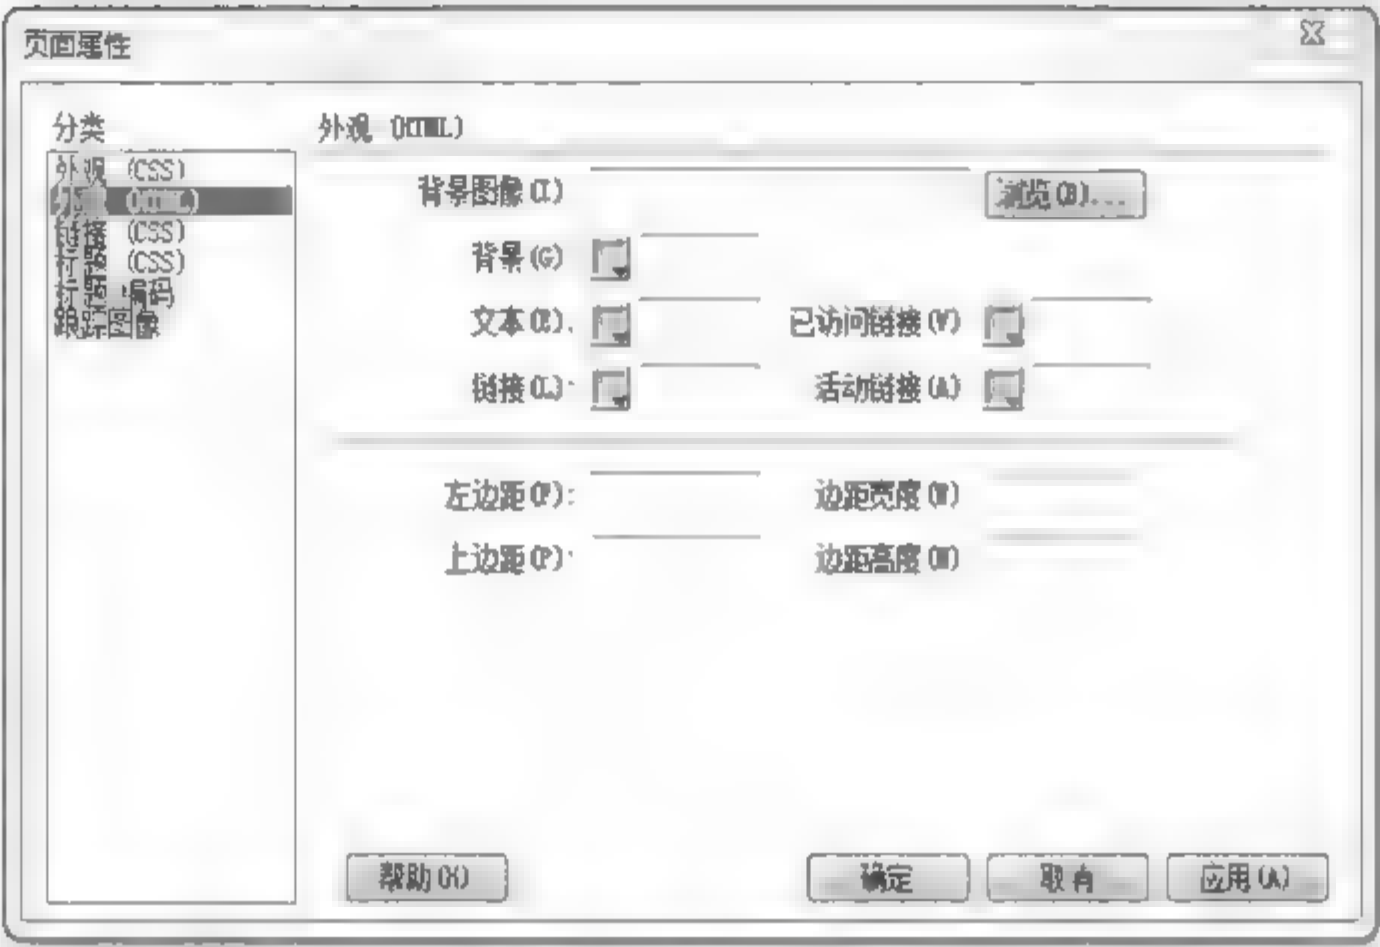 页面属性
分类
外观 (CSS)
外观 (HTML)
链接 (CSS)
标题 (CSS)
标题/编码
跟踪图像
外观 (HTML)
背景图像(I)
浏览(B)...
背景(G)
文本(E).
已访问链接(V)
链接(L):
活动链接(A)
左边距(F):
边距宽度(W)
上边距(P):
边距高度(M)
帮助(H)
确定
取消
应用(A)